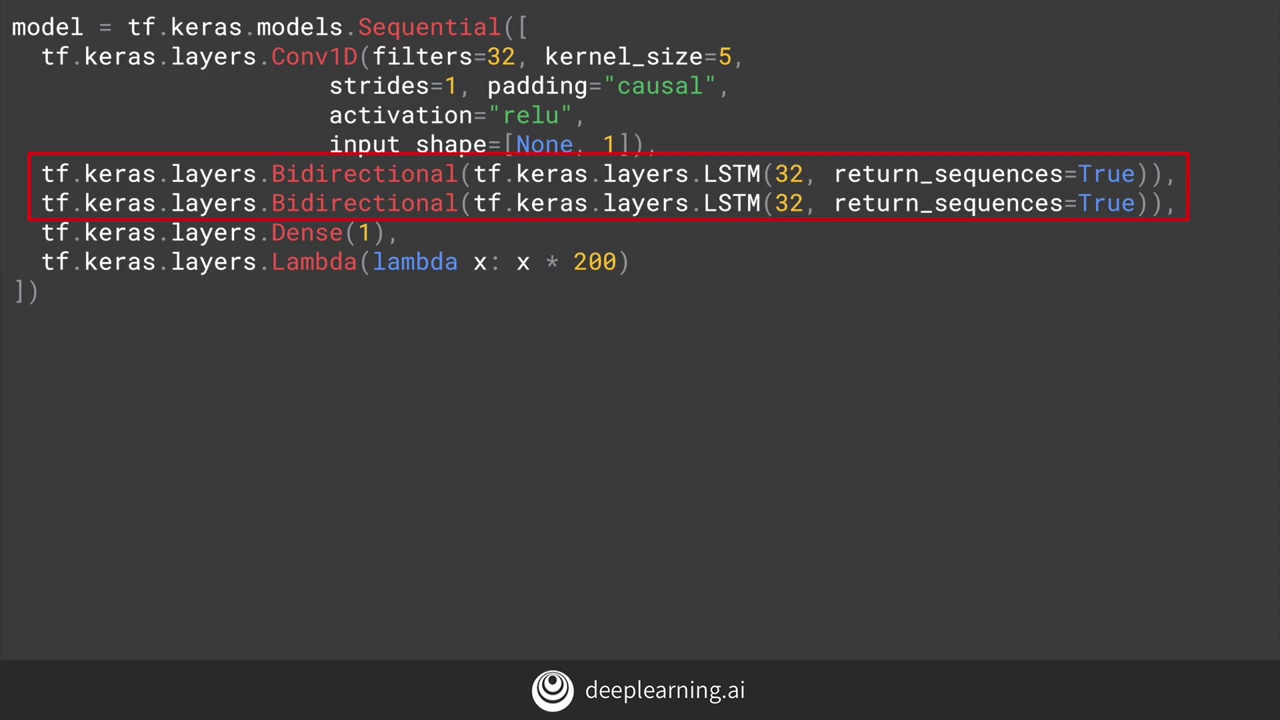 model = tf.keras.models.Sequential([
  tf.keras.layers.Conv1D(filters=32, kernel_size=5,
                      strides=1, padding="causal",
                      activation="relu",
                      input_shape=[None, 1]),
  tf.keras.layers.Bidirectional(tf.keras.layers.LSTM(32, return_sequences=True)),
  tf.keras.layers.Bidirectional(tf.keras.layers.LSTM(32, return_sequences=True)),
  tf.keras.layers.Dense(1),
  tf.keras.layers.Lambda(lambda x: x * 200)
])
deeplearning.ai